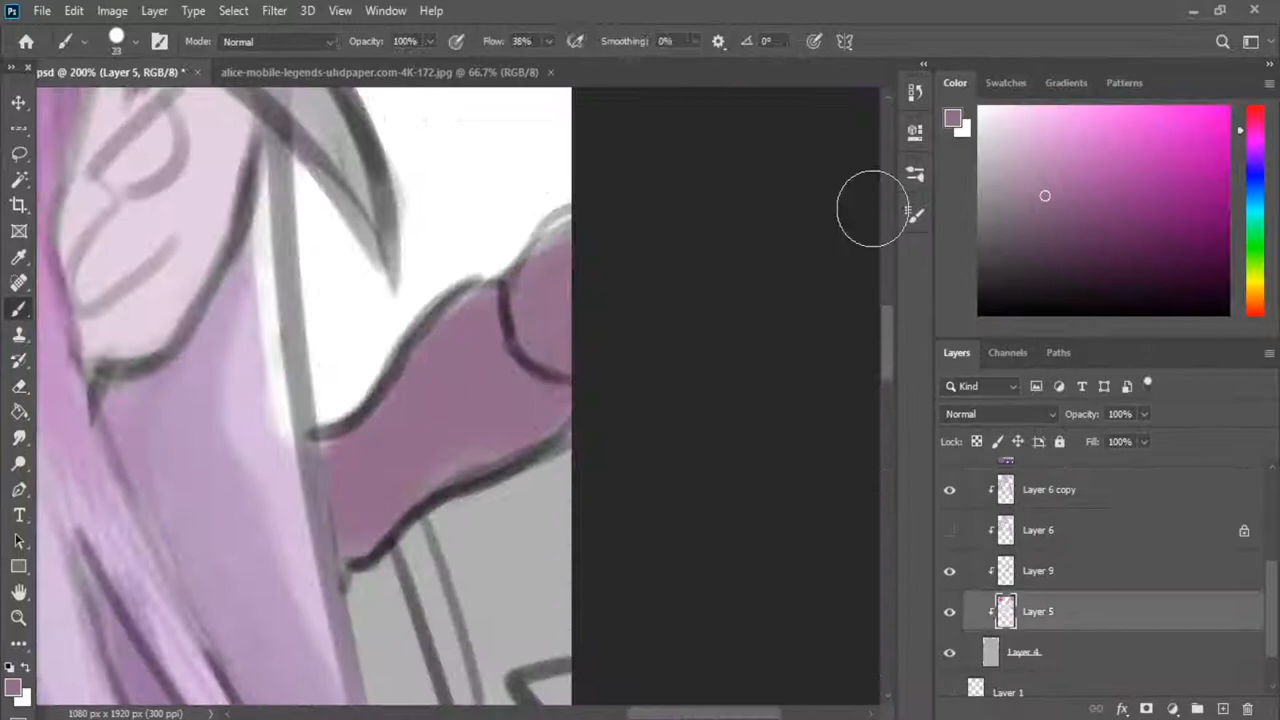 Ps File Edit Image Layer Type Select Filter 3D View Window Help
23 Mode: Normal Opacity: 100% Flow: 38% Smoothing: 0% 0°
psd @ 200% (Layer 5, RGB/8) * alice-mobile-legends-uhdpaper.com-4K-172.jpg @ 66.7% (RGB/8)
Color Swatches Gradients Patterns
Layers Channels Paths
Kind
Normal Opacity: 100%
Lock: Fill: 100%
Layer 6 copy
Layer 6
Layer 9
Layer 5
Layer 4
Layer 1
1080 px x 1920 px (300 ppi)